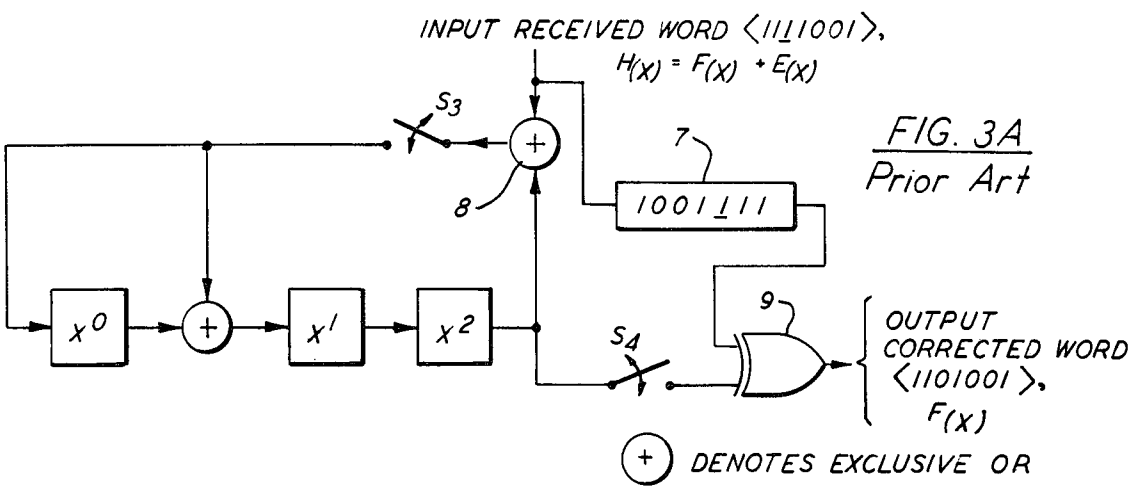 INPUT RECEIVED WORD <1111001>,
H(X) = F(X) + E(X)
S3
FIG. 3A
Prior Art
7
+
8
1001111
9
X0
+
X1
X2
S4
OUTPUT
CORRECTED WORD
<1101001>,
F(X)
+ DENOTES EXCLUSIVE OR